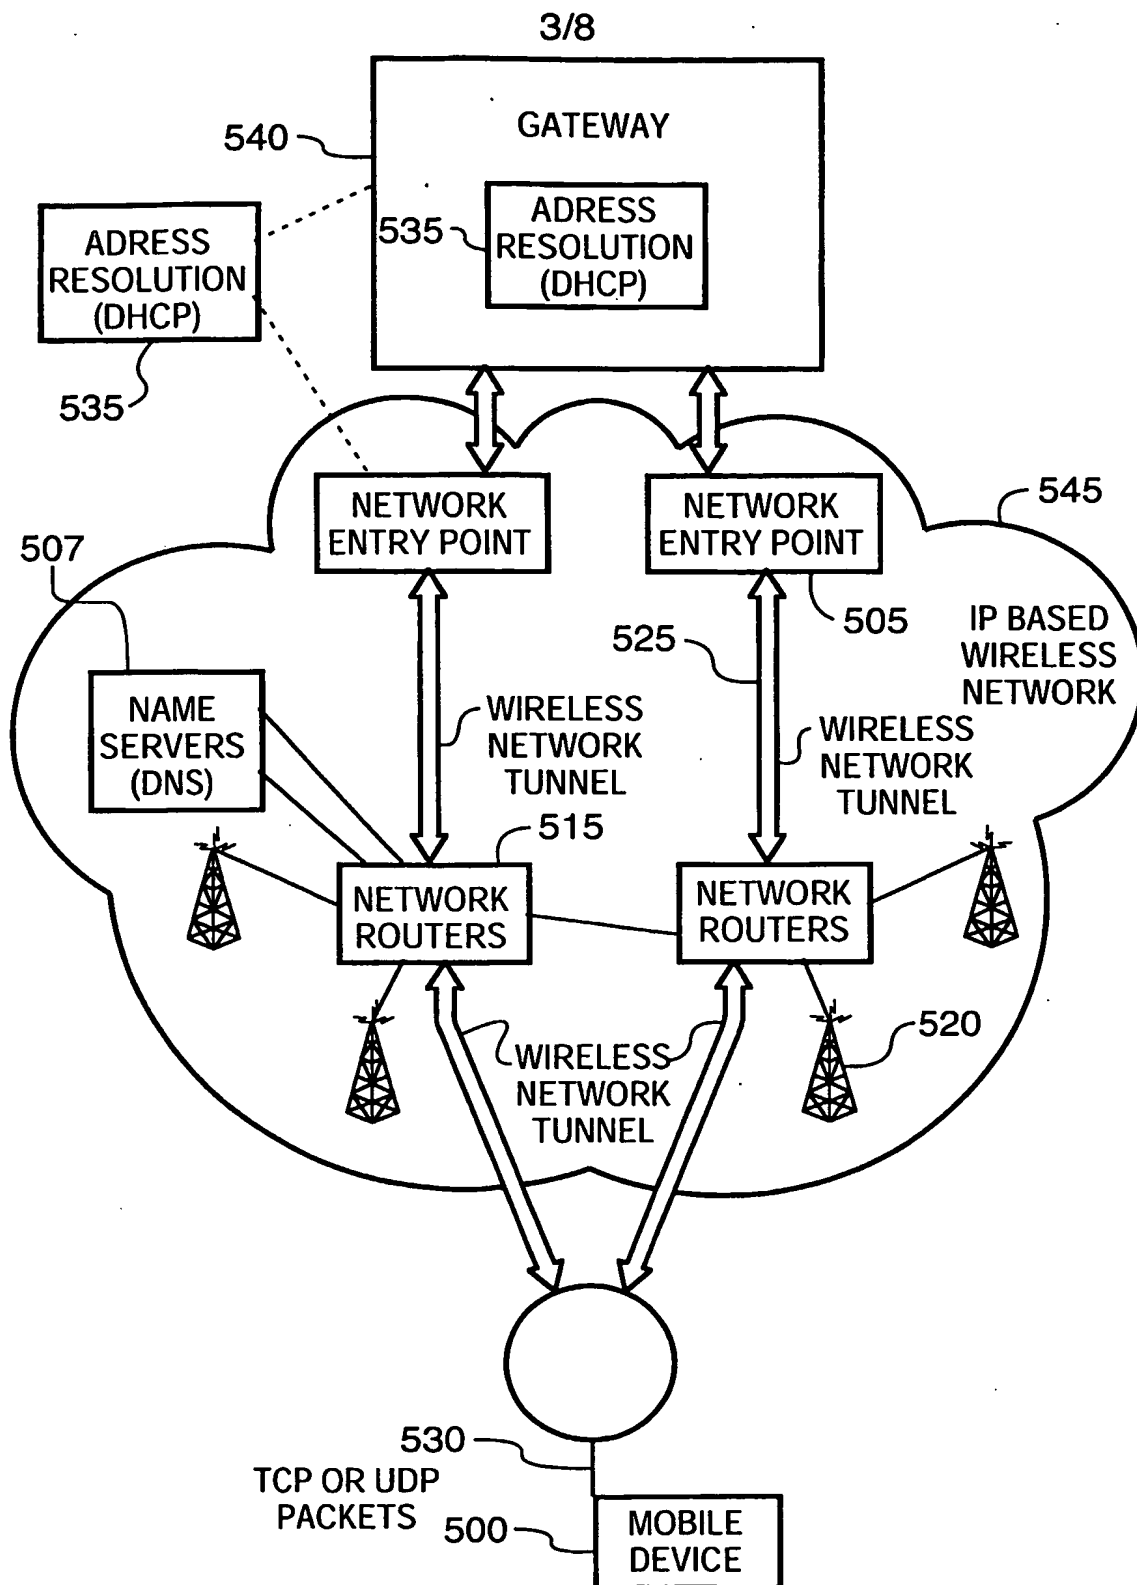 3/8
GATEWAY
540
ADRESS
RESOLUTION
(DHCP)
535
ADRESS
RESOLUTION
(DHCP)
535
NETWORK
ENTRY POINT
NETWORK
ENTRY POINT
545
507
505
525
IP BASED
WIRELESS
NETWORK
NAME
SERVERS
(DNS)
WIRELESS
NETWORK
TUNNEL
WIRELESS
NETWORK
TUNNEL
515
NETWORK
ROUTERS
NETWORK
ROUTERS
520
WIRELESS
NETWORK
TUNNEL
530
TCP OR UDP
PACKETS
500
MOBILE
DEVICE